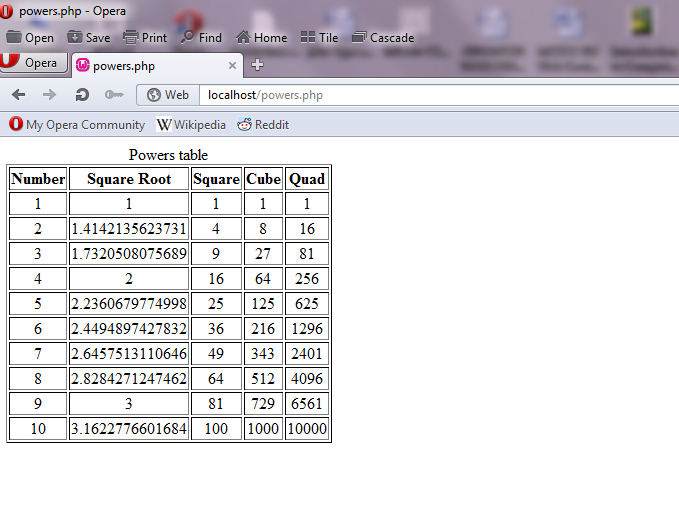 powers.php - Opera
Open Save Print Find Home Tile Cascade
Opera powers.php
Web localhost/powers.php
My Opera Community W Wikipedia Reddit
Powers table
Number Square Root Square Cube Quad
1 1 1 1 1
2 1.4142135623731 4 8 16
3 1.7320508075689 9 27 81
4 2 16 64 256
5 2.2360679774998 25 125 625
6 2.4494897427832 36 216 1296
7 2.6457513110646 49 343 2401
8 2.8284271247462 64 512 4096
9 3 81 729 6561
10 3.1622776601684 100 1000 10000